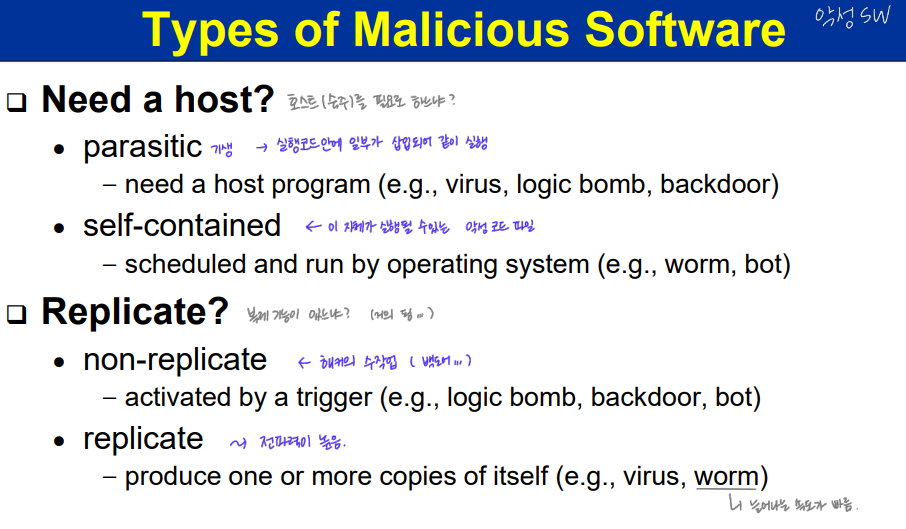 Types of Malicious Software 악성 SW
Need a host? 호스트(숙주)를 필요로 하느냐?
parasitic 기생 → 실행코드안에 일부가 삽입되어 같이 실행
– need a host program (e.g., virus, logic bomb, backdoor)
self-contained ← 이 자체가 실행될 수있는 악성 코드 파일
– scheduled and run by operating system (e.g., worm, bot)
Replicate? 복제 기능이 있느냐?
non-replicate ← 해커의 수작업 ( 백도어 ... )
– activated by a trigger (e.g., logic bomb, backdoor, bot)
replicate ~> 전파력이 높음.
– produce one or more copies of itself (e.g., virus, worm)
늘어나는 속도가 빠름.